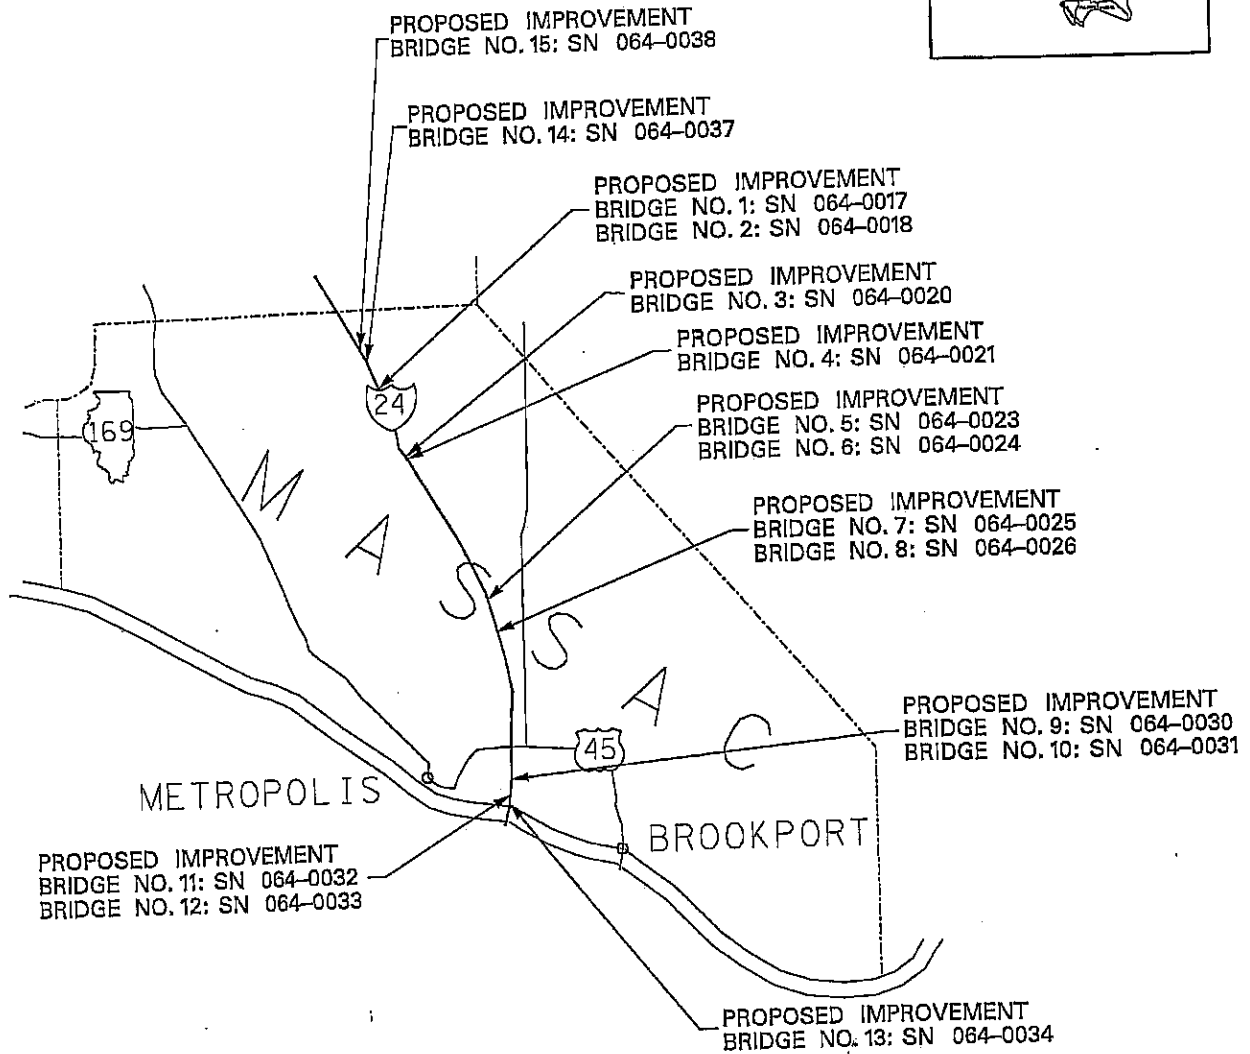 PROPOSED IMPROVEMENT
BRIDGE NO. 15: SN 064-0038
PROPOSED IMPROVEMENT
BRIDGE NO. 14: SN 064-0037
PROPOSED IMPROVEMENT
BRIDGE NO. 1: SN 064-0017
BRIDGE NO. 2: SN 064-0018
PROPOSED IMPROVEMENT
BRIDGE NO. 3: SN 064-0020
PROPOSED IMPROVEMENT
BRIDGE NO. 4: SN 064-0021
24
169
PROPOSED IMPROVEMENT
BRIDGE NO. 5: SN 064-0023
BRIDGE NO. 6: SN 064-0024
PROPOSED IMPROVEMENT
BRIDGE NO. 7: SN 064-0025
BRIDGE NO. 8: SN 064-0026
MASSAC
PROPOSED IMPROVEMENT
BRIDGE NO. 9: SN 064-0030
BRIDGE NO. 10: SN 064-0031
45
METROPOLIS
BROOKPORT
PROPOSED IMPROVEMENT
BRIDGE NO. 11: SN 064-0032
BRIDGE NO. 12: SN 064-0033
PROPOSED IMPROVEMENT
BRIDGE NO. 13: SN 064-0034